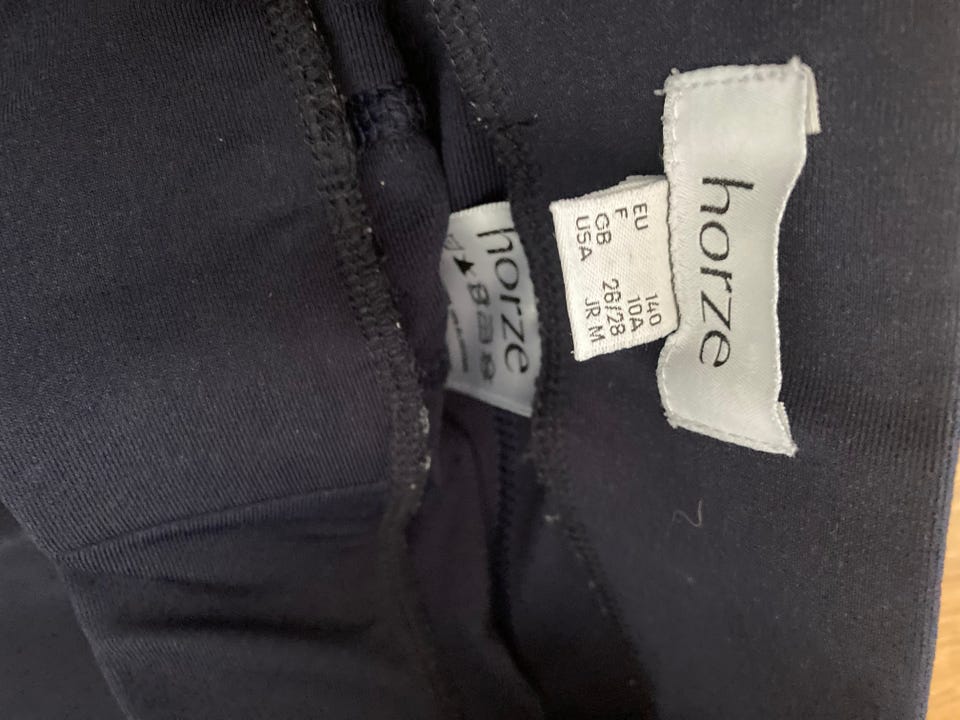 horze
EU 140
F 10A
GB 26/28
USA JR M
horze